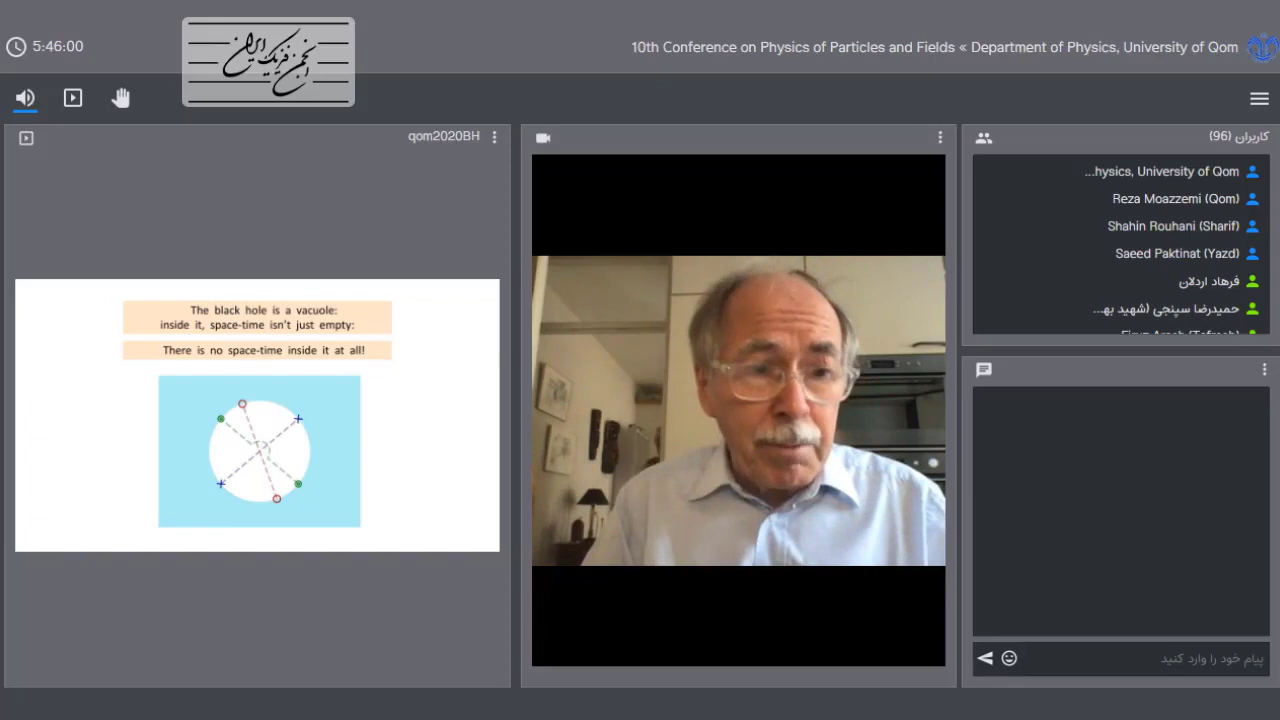 5:46:00
انجمن فیزیک ایران
10th Conference on Physics of Particles and Fields « Department of Physics, University of Qom
qom2020BH
The black hole is a vacuole:
inside it, space-time isn't just empty:
There is no space-time inside it at all!
کاربران (96)
...hysics, University of Qom
Reza Moazzemi (Qom)
Shahin Rouhani (Sharif)
Saeed Paktinat (Yazd)
فرهاد اردلان
حمیدرضا سپنجی (شهید به...
پیام خود را وارد کنید